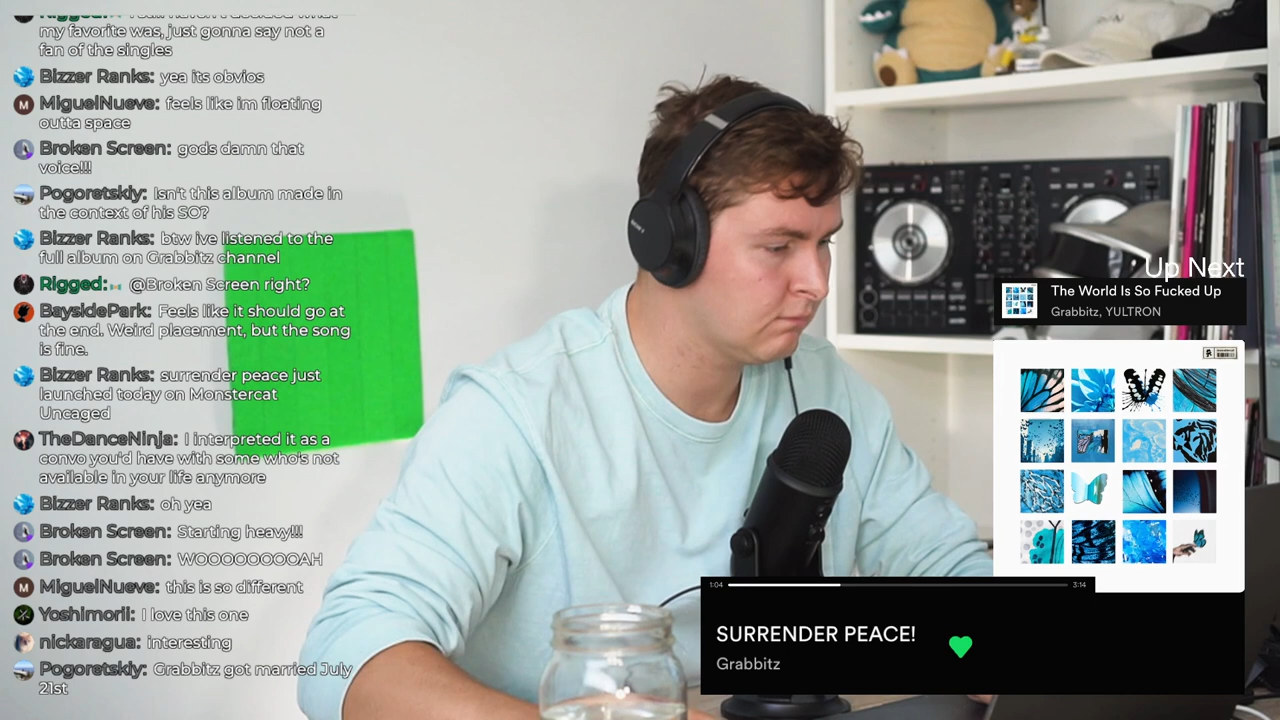 my favorite was, just gonna say not a
fan of the singles
Bizzer Ranks: yea its obvios
MiguelNueve: feels like im floating
outta space
Broken Screen: gods damn that
voice!!!
Pogoretskiy: Isn't this album made in
the context of his SO?
Bizzer Ranks: btw ive listened to the
full album on Grabbitz channel
Rigged: @Broken Screen right?
BaysidePark: Feels like it should go at
the end. Weird placement, but the song
is fine.
Bizzer Ranks: surrender peace just
launched today on Monstercat
Uncaged
TheDanceNinja: I interpreted it as a
convo you'd have with some who's not
available in your life anymore
Bizzer Ranks: oh yea
Broken Screen: Starting heavy!!!
Broken Screen: WOOOOOOOAH
MiguelNueve: this is so different
Yoshimorii: I love this one
nickaragua: interesting
Pogoretskiy: Grabbitz got married July
21st
M
M
SONY
Up Next
The World Is So Fucked Up
Grabbitz, YULTRON
1:04
3:14
SURRENDER PEACE!
Grabbitz